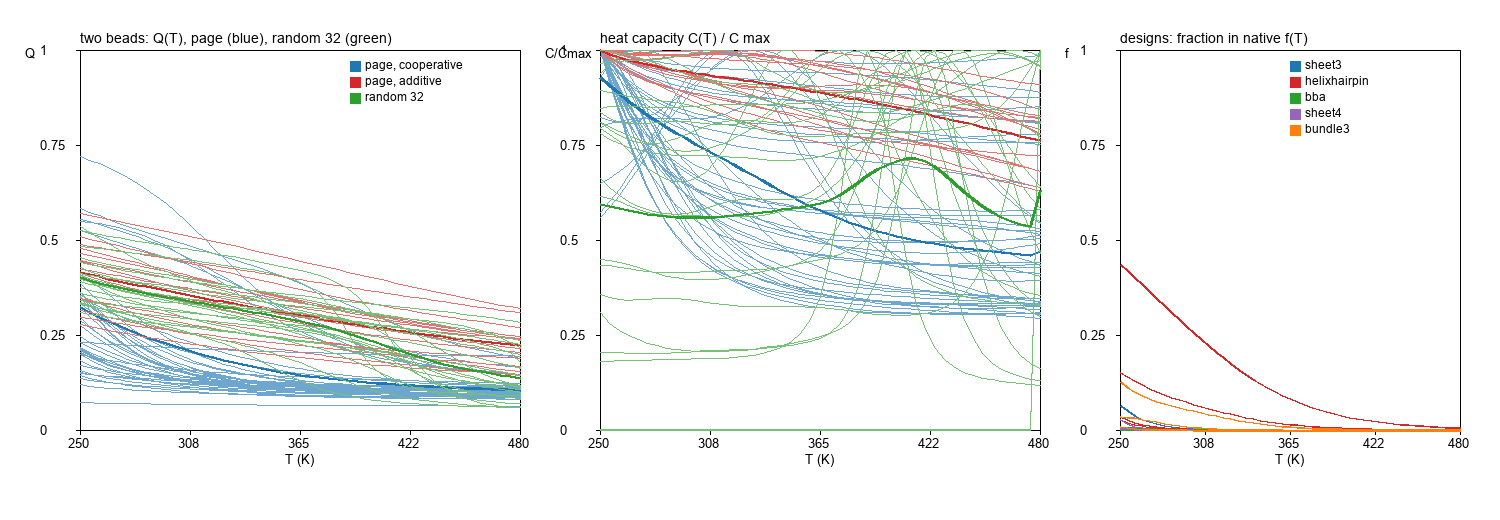 two beads: Q(T), page (blue), random 32 (green)
Q
1
0.75
0.5
0.25
0
250
308
365
422
480
T (K)
page, cooperative
page, additive
random 32
heat capacity C(T) / C max
C/Cmax
1
0.75
0.5
0.25
0
250
308
365
422
480
T (K)
designs: fraction in native f(T)
f
1
0.75
0.5
0.25
0
250
308
365
422
480
T (K)
sheet3
helixhairpin
bba
sheet4
bundle3